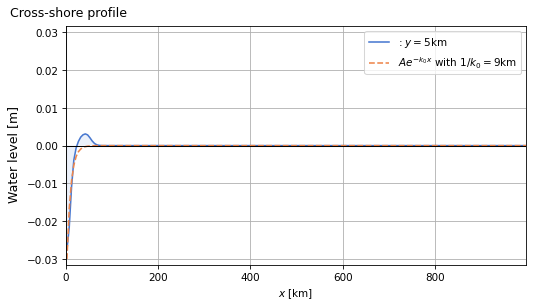 Cross-shore profile
Water level [m]
0.03
0.02
0.01
0.00
−0.01
−0.02
−0.03
: y = 5km
Ae^{-k_0x} with 1/k_0 = 9km
0
200
400
600
800
x [km]